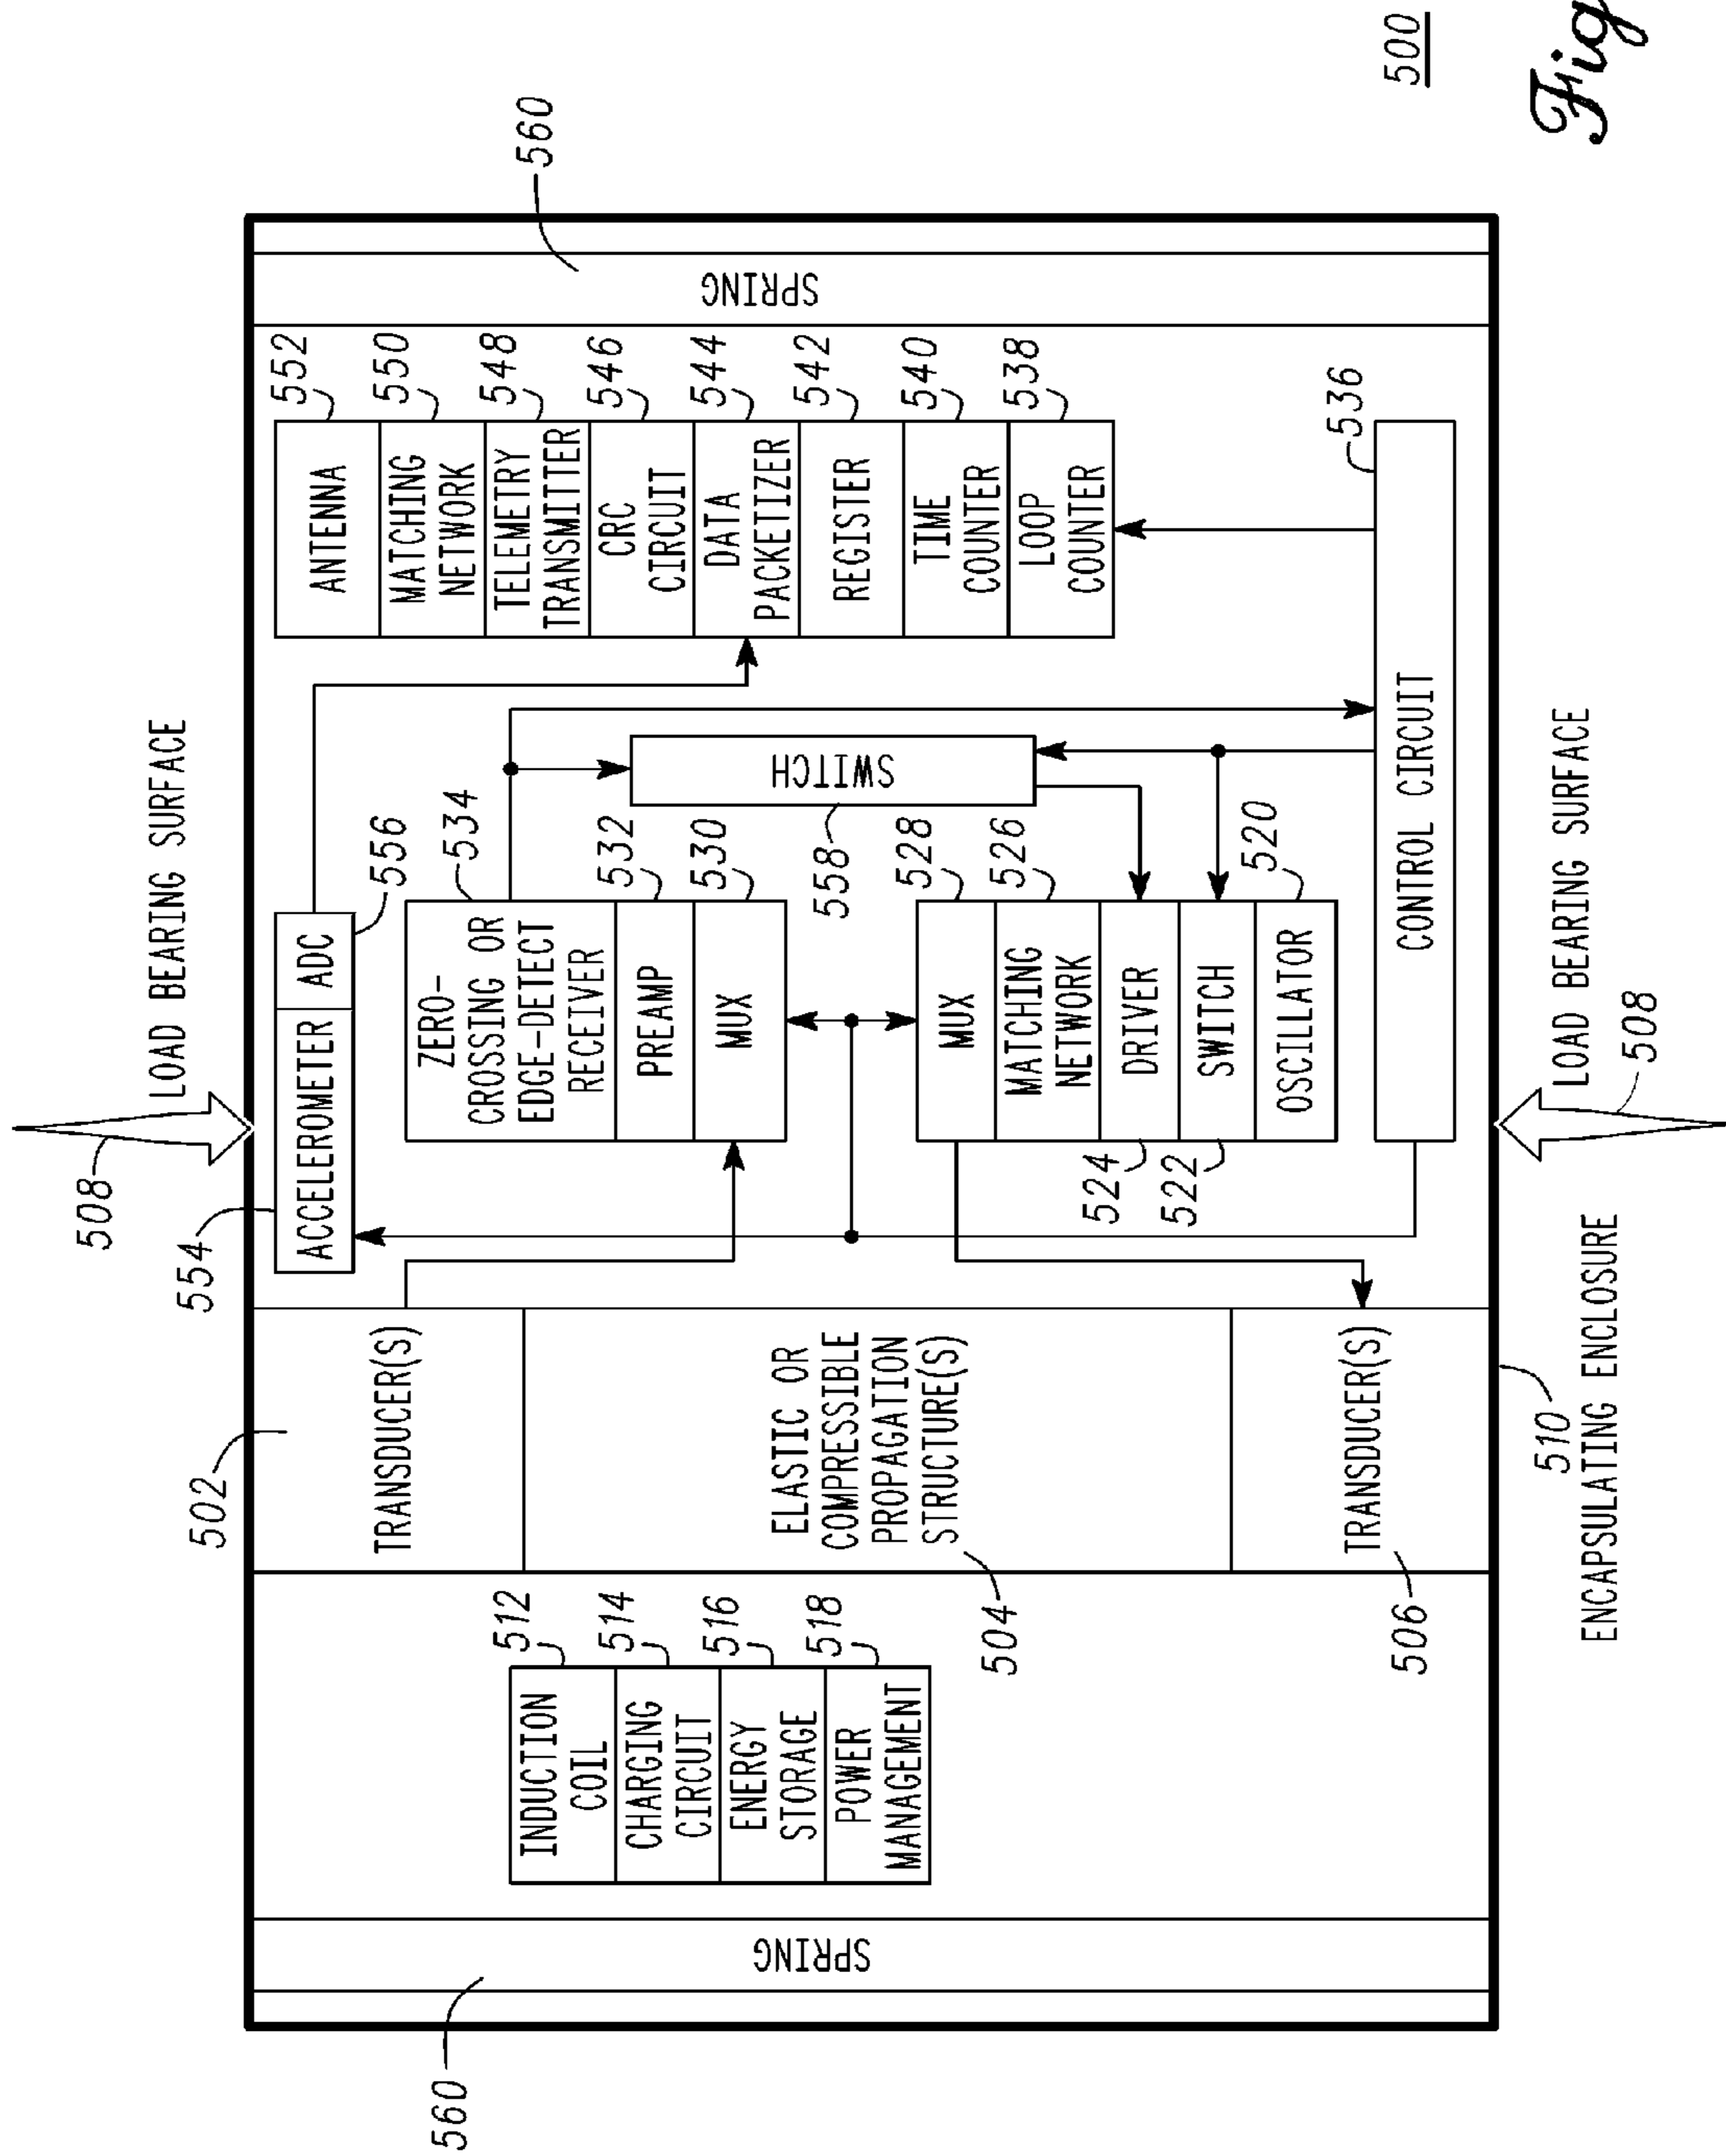 508
LOAD BEARING SURFACE
554
ACCELEROMETER
ADC
556
502
TRANSDUCER(S)
ELASTIC OR
COMPRESSIBLE
PROPAGATION
STRUCTURE(S)
504
TRANSDUCER(S)
506
560
SPRING
INDUCTION
COIL
512
CHARGING
CIRCUIT
514
ENERGY
STORAGE
516
POWER
MANAGEMENT
518
ZERO-
CROSSING OR
EDGE-DETECT
RECEIVER
534
PREAMP
532
MUX
530
SWITCH
558
MUX
528
MATCHING
NETWORK
526
DRIVER
524
SWITCH
522
OSCILLATOR
520
ANTENNA
552
MATCHING
NETWORK
550
TELEMETRY
TRANSMITTER
548
CRC
CIRCUIT
546
DATA
PACKETIZER
544
REGISTER
542
TIME
COUNTER
540
LOOP
COUNTER
538
CONTROL CIRCUIT
536
SPRING
560
510
ENCAPSULATING ENCLOSURE
LOAD BEARING SURFACE
508
500
Fig